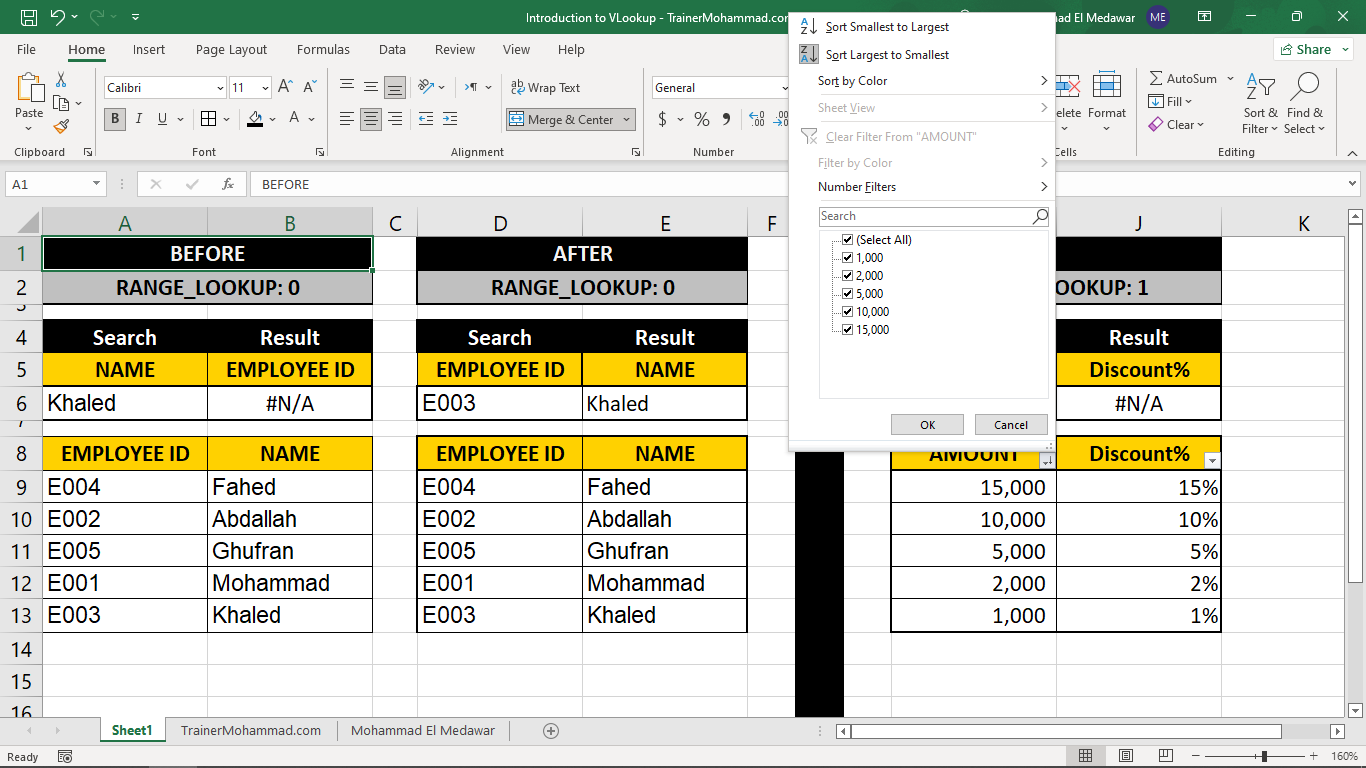 Introduction to VLookup - TrainerMohammad.co
ad El Medawar ME
File Home Insert Page Layout Formulas Data Review View Help
Share
Paste
Clipboard
Calibri 11
B I U
Font
Wrap Text
Merge & Center
Alignment
General
$ % 9
Number
elete Format
Cells
AutoSum
Fill
Clear
Sort & Filter
Find & Select
Editing
Sort Smallest to Largest
Sort Largest to Smallest
Sort by Color
Sheet View
Clear Filter From "AMOUNT"
Filter by Color
Number Filters
Search
(Select All)
1,000
2,000
5,000
10,000
15,000
OK Cancel
A1 fx BEFORE
A B C D E F J K
1 BEFORE AFTER
2 RANGE_LOOKUP: 0 RANGE_LOOKUP: 0 OOKUP: 1
3
4 Search Result Search Result Result
5 NAME EMPLOYEE ID EMPLOYEE ID NAME Discount%
6 Khaled #N/A E003 Khaled #N/A
7
8 EMPLOYEE ID NAME EMPLOYEE ID NAME AMOUNT Discount%
9 E004 Fahed E004 Fahed 15,000 15%
10 E002 Abdallah E002 Abdallah 10,000 10%
11 E005 Ghufran E005 Ghufran 5,000 5%
12 E001 Mohammad E001 Mohammad 2,000 2%
13 E003 Khaled E003 Khaled 1,000 1%
14
15
16
Sheet1 TrainerMohammad.com Mohammad El Medawar
Ready 160%